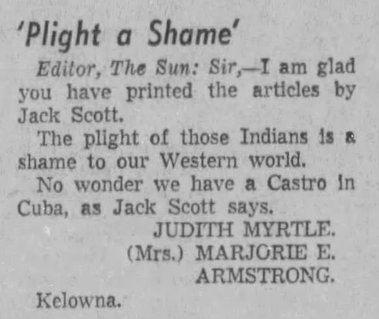 'Plight a Shame'
Editor, The Sun: Sir,—I am glad
you have printed the articles by
Jack Scott.
The plight of those Indians is a
shame to our Western world.
No wonder we have a Castro in
Cuba, as Jack Scott says.
JUDITH MYRTLE.
(Mrs.) MARJORIE E.
ARMSTRONG.
Kelowna.